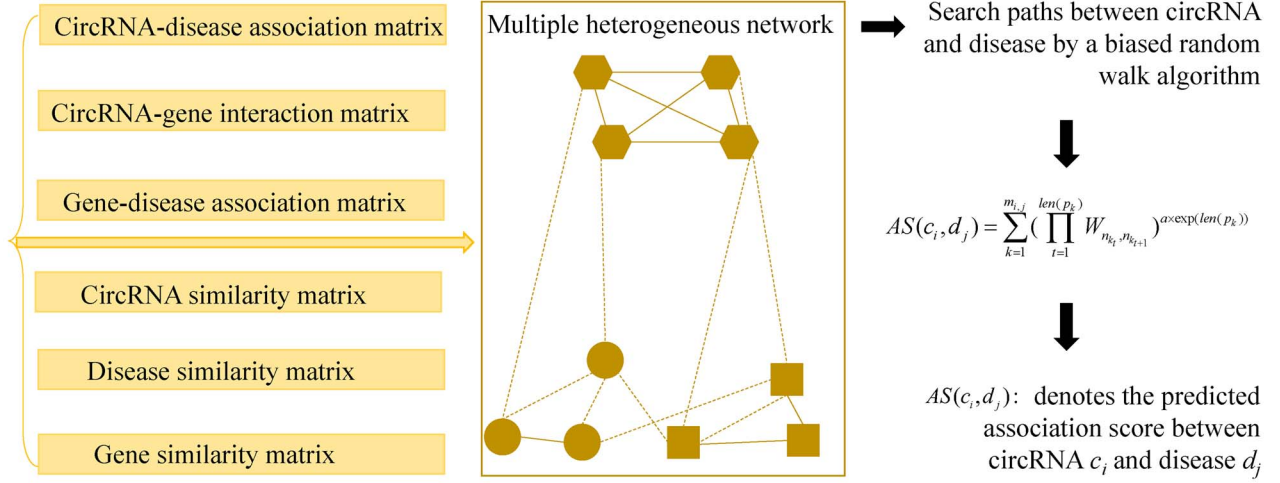 CircRNA-disease association matrix
CircRNA-gene interaction matrix
Gene-disease association matrix
CircRNA similarity matrix
Disease similarity matrix
Gene similarity matrix
Multiple heterogeneous network
Search paths between circRNA
and disease by a biased random
walk algorithm
$AS(c_i,d_j)=\sum_{k=1}^{m_{i,j}}(\prod_{t=1}^{len(p_k)}W_{n_{k_t},n_{k_{t+1}}})^{a\times\exp(len(p_k))}$
$AS(c_i,d_j)$: denotes the predicted
association score between
circRNA $c_i$ and disease $d_j$